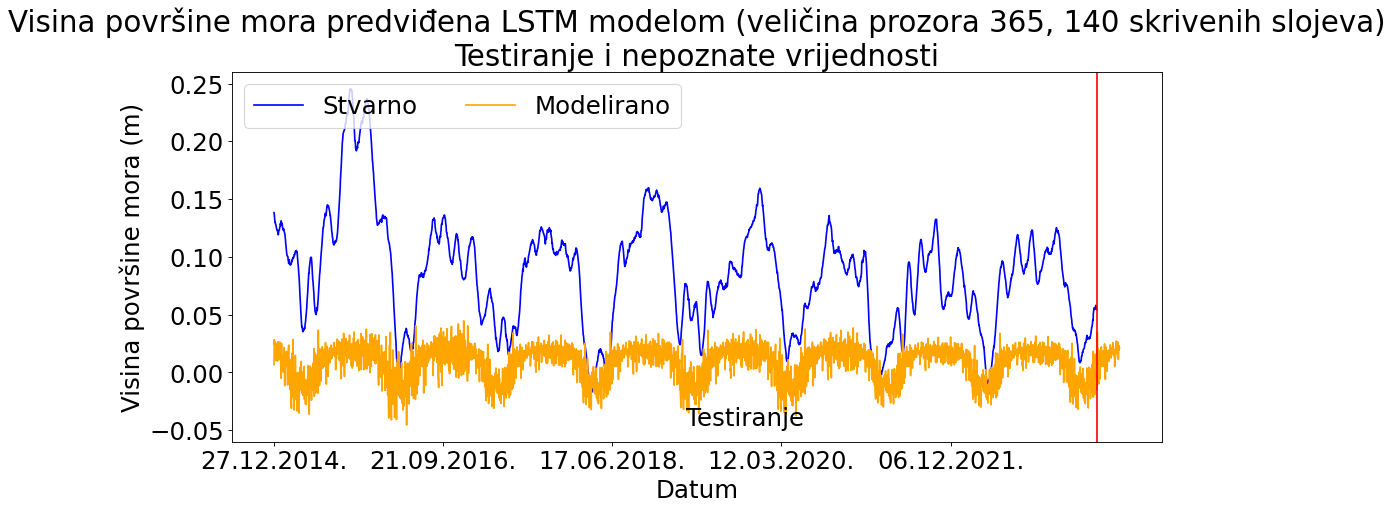 Visina površine mora predviđena LSTM modelom (veličina prozora 365, 140 skrivenih slojeva)
Testiranje i nepoznate vrijednosti
Stvarno Modelirano
Visina površine mora (m)
0.25
0.20
0.15
0.10
0.05
0.00
−0.05
Testiranje
27.12.2014. 21.09.2016. 17.06.2018. 12.03.2020. 06.12.2021.
Datum